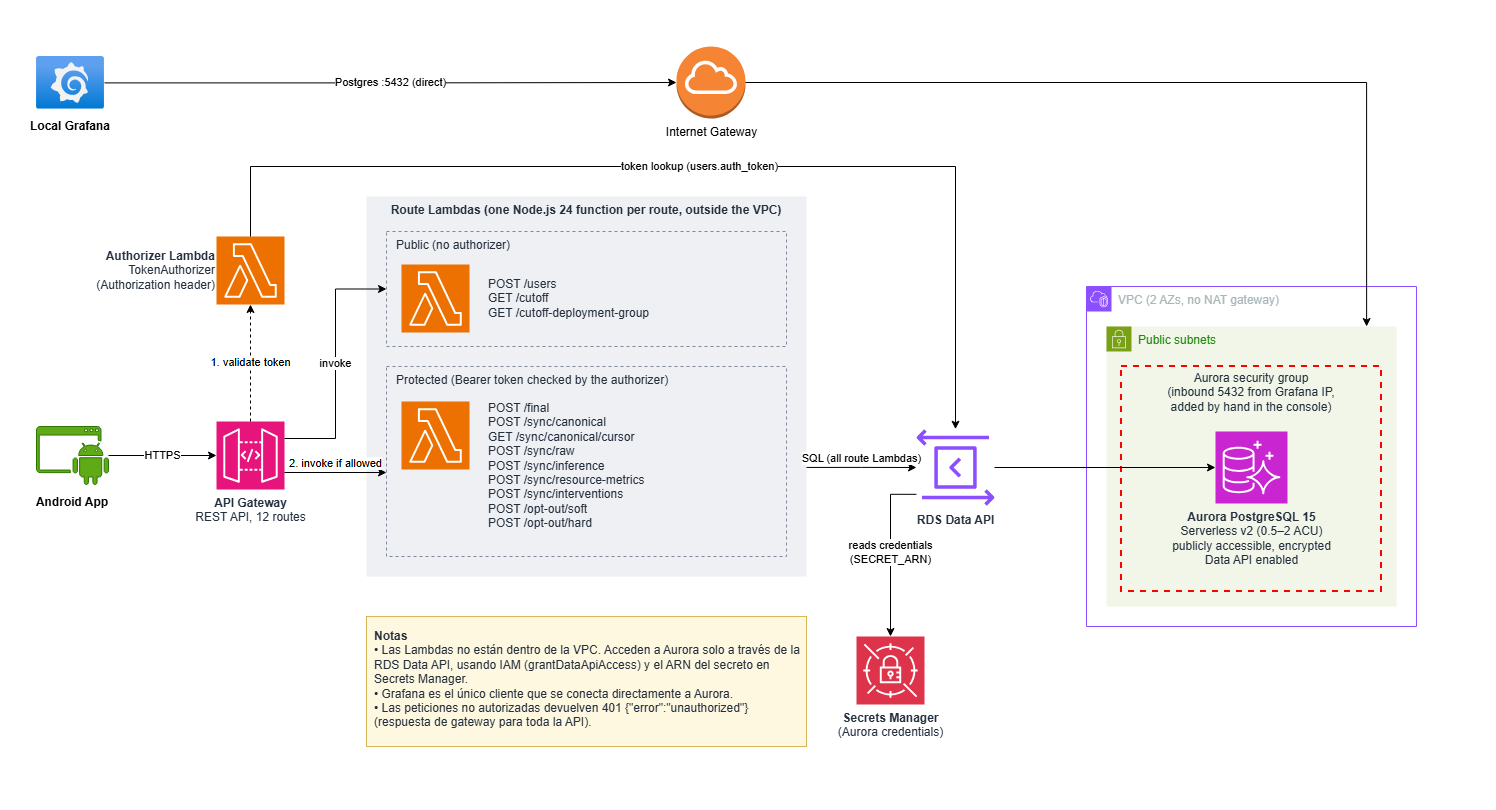 Postgres :5432 (direct)
Local Grafana
Internet Gateway
token lookup (users.auth_token)
Route Lambdas (one Node.js 24 function per route, outside the VPC)
Public (no authorizer)
POST /users
GET /cutoff
GET /cutoff-deployment-group
Authorizer Lambda
TokenAuthorizer
(Authorization header)
1. validate token
invoke
Protected (Bearer token checked by the authorizer)
POST /final
POST /sync/canonical
GET /sync/canonical/cursor
POST /sync/raw
POST /sync/inference
POST /sync/resource-metrics
POST /sync/interventions
POST /opt-out/soft
POST /opt-out/hard
HTTPS
2. invoke if allowed
Android App
API Gateway
REST API, 12 routes
SQL (all route Lambdas)
RDS Data API
reads credentials
(SECRET_ARN)
Secrets Manager
(Aurora credentials)
VPC (2 AZs, no NAT gateway)
Public subnets
Aurora security group
(inbound 5432 from Grafana IP,
added by hand in the console)
Aurora PostgreSQL 15
Serverless v2 (0.5–2 ACU)
publicly accessible, encrypted
Data API enabled
Notas
• Las Lambdas no están dentro de la VPC. Acceden a Aurora solo a través de la
RDS Data API, usando IAM (grantDataApiAccess) y el ARN del secreto en
Secrets Manager.
• Grafana es el único cliente que se conecta directamente a Aurora.
• Las peticiones no autorizadas devuelven 401 {"error":"unauthorized"}
(respuesta de gateway para toda la API).